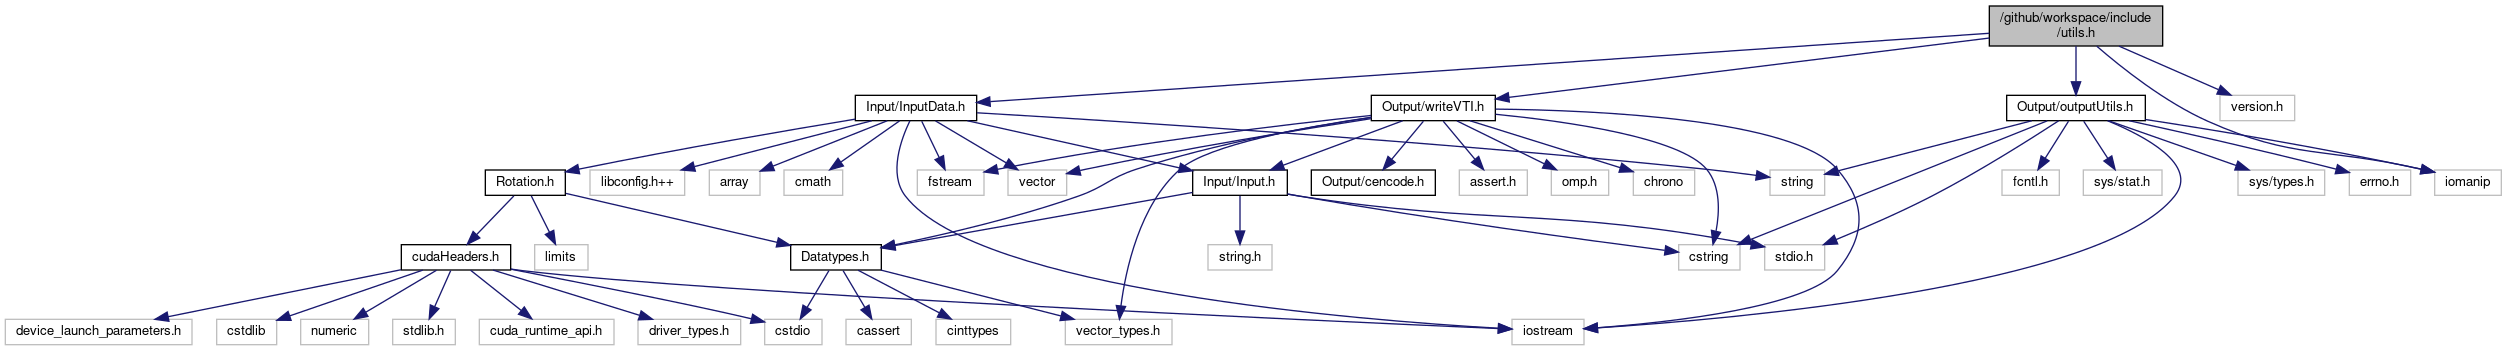 /github/workspace/include
/utils.h
Input/InputData.h
Output/writeVTI.h
Output/outputUtils.h
version.h
Rotation.h
libconfig.h++
array
cmath
fstream
vector
Input/Input.h
Output/cencode.h
assert.h
omp.h
chrono
string
fcntl.h
sys/stat.h
sys/types.h
errno.h
iomanip
cudaHeaders.h
limits
Datatypes.h
string.h
cstring
stdio.h
device_launch_parameters.h
cstdlib
numeric
stdlib.h
cuda_runtime_api.h
driver_types.h
cstdio
cassert
cinttypes
vector_types.h
iostream